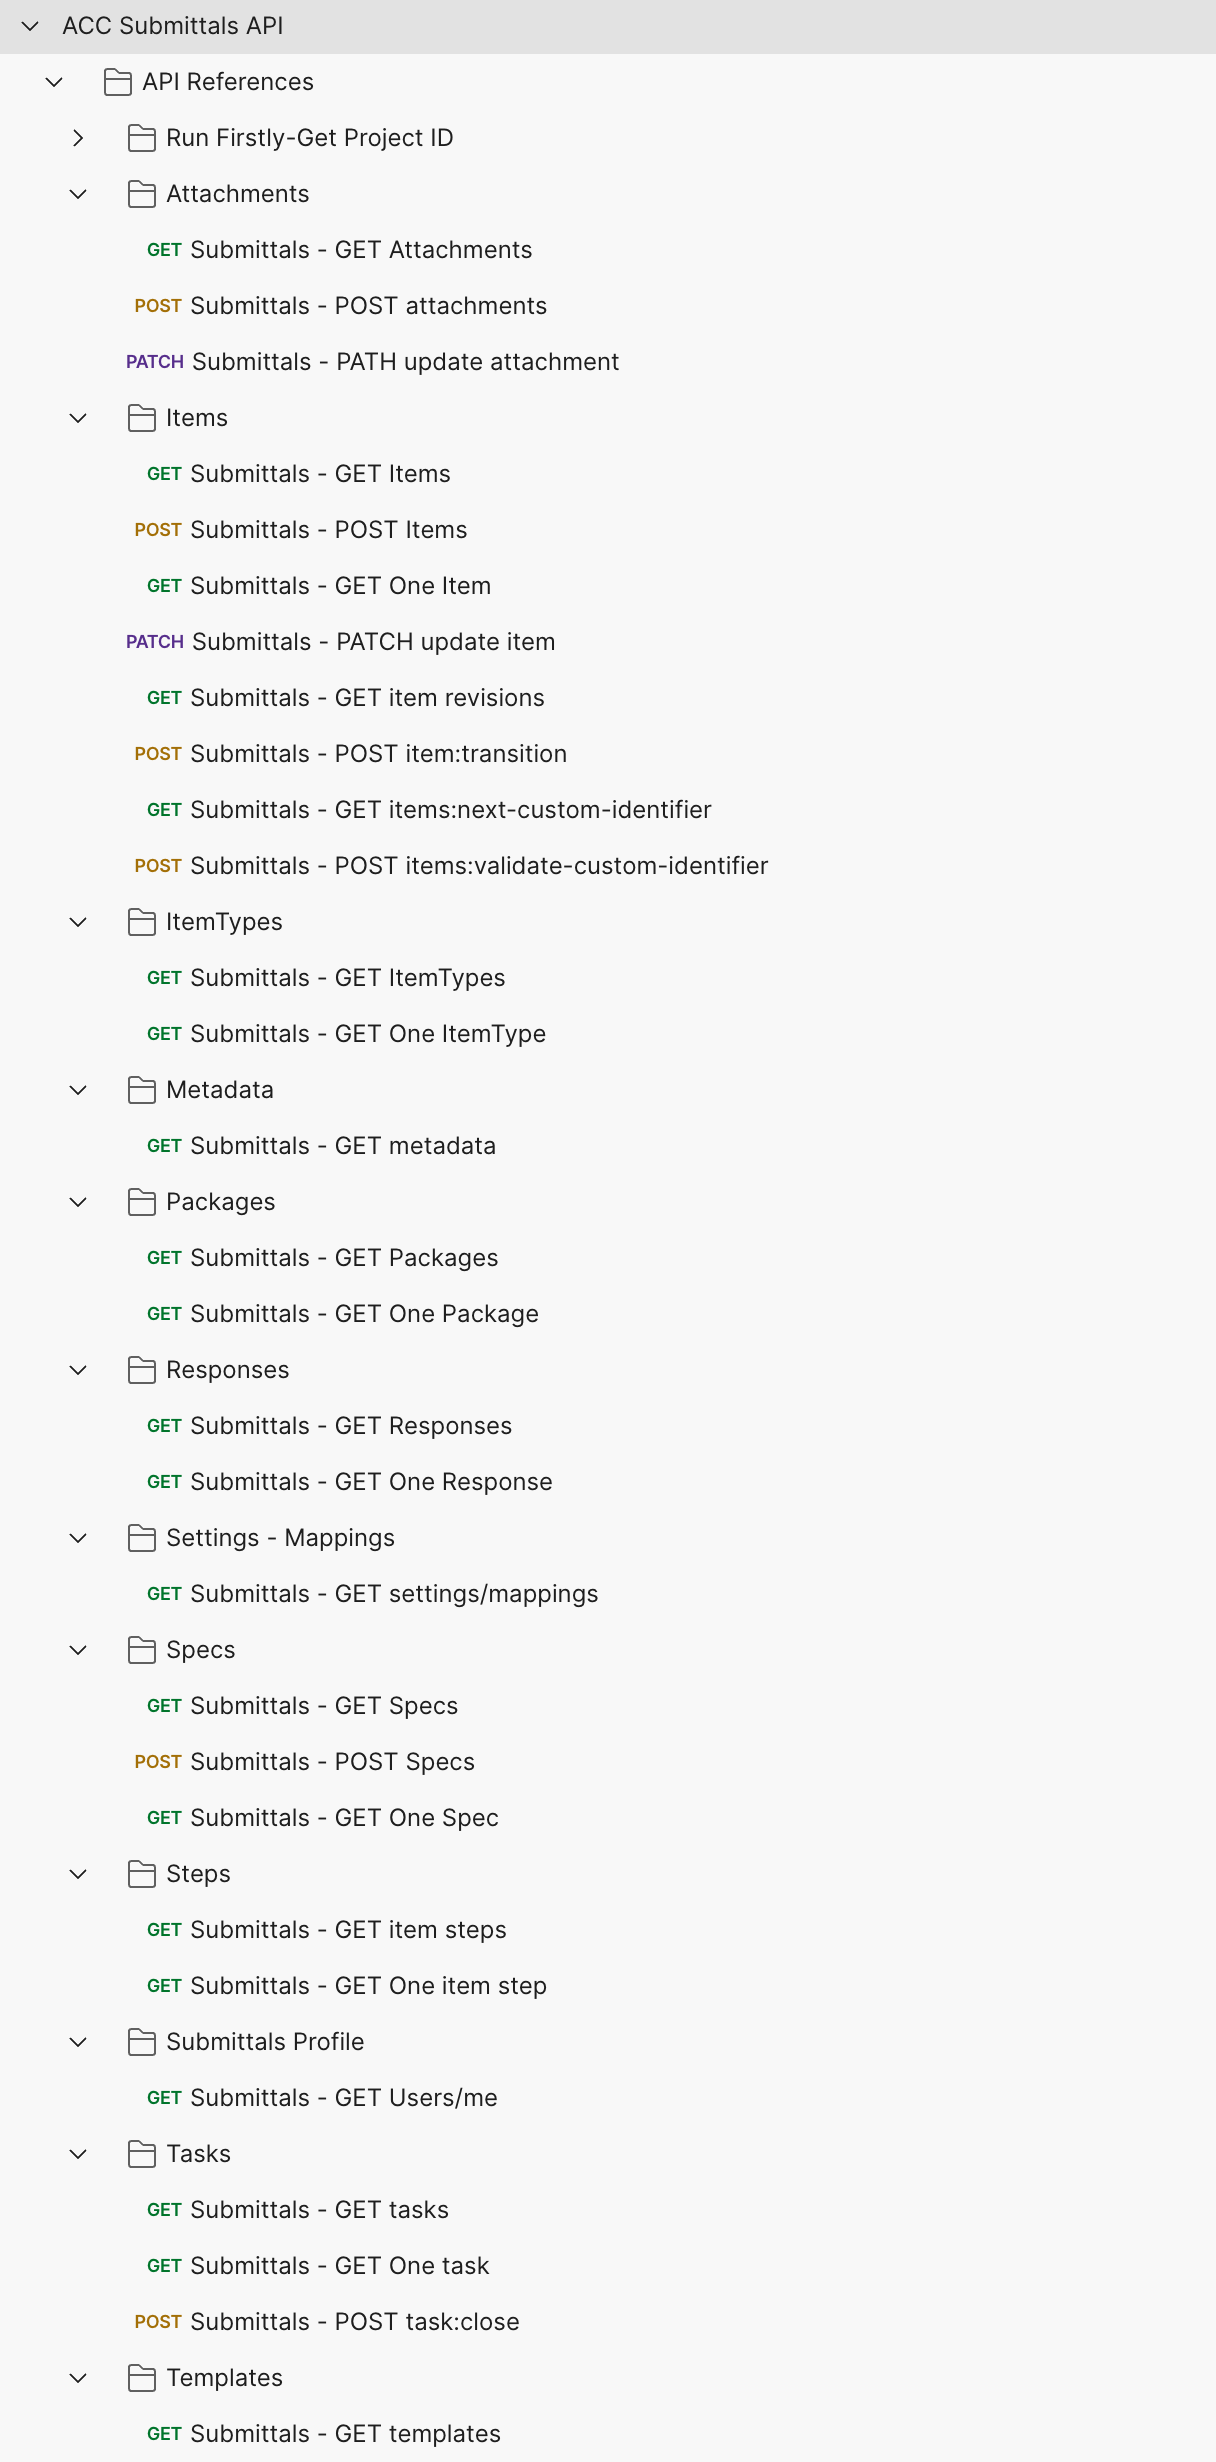 ACC Submittals API
API References
Run Firstly-Get Project ID
Attachments
GET Submittals - GET Attachments
POST Submittals - POST attachments
PATCH Submittals - PATH update attachment
Items
GET Submittals - GET Items
POST Submittals - POST Items
GET Submittals - GET One Item
PATCH Submittals - PATCH update item
GET Submittals - GET item revisions
POST Submittals - POST item:transition
GET Submittals - GET items:next-custom-identifier
POST Submittals - POST items:validate-custom-identifier
ItemTypes
GET Submittals - GET ItemTypes
GET Submittals - GET One ItemType
Metadata
GET Submittals - GET metadata
Packages
GET Submittals - GET Packages
GET Submittals - GET One Package
Responses
GET Submittals - GET Responses
GET Submittals - GET One Response
Settings - Mappings
GET Submittals - GET settings/mappings
Specs
GET Submittals - GET Specs
POST Submittals - POST Specs
GET Submittals - GET One Spec
Steps
GET Submittals - GET item steps
GET Submittals - GET One item step
Submittals Profile
GET Submittals - GET Users/me
Tasks
GET Submittals - GET tasks
GET Submittals - GET One task
POST Submittals - POST task:close
Templates
GET Submittals - GET templates